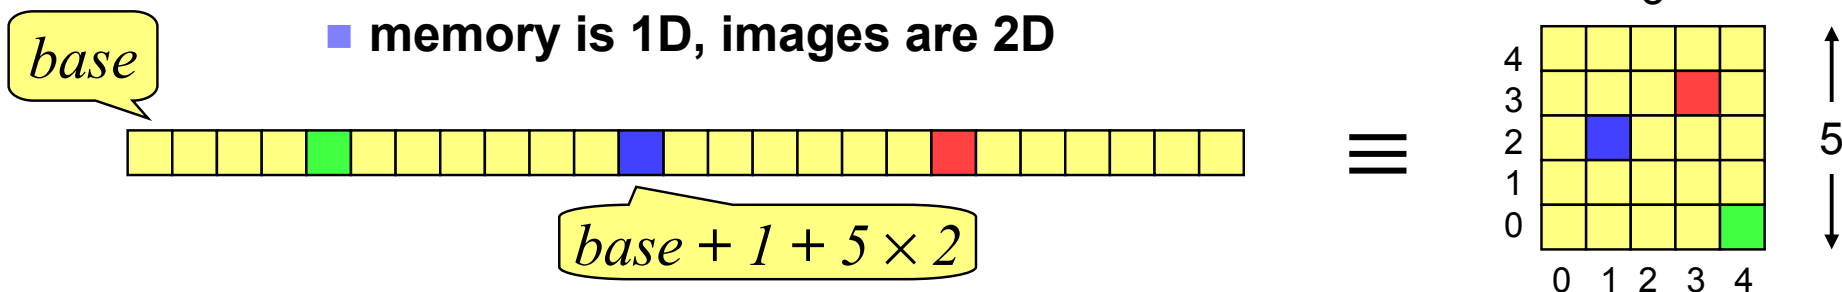 memory is 1D, images are 2D
base
base + 1 + 5 × 2
≡
4
3
2
1
0
0 1 2 3 4
5